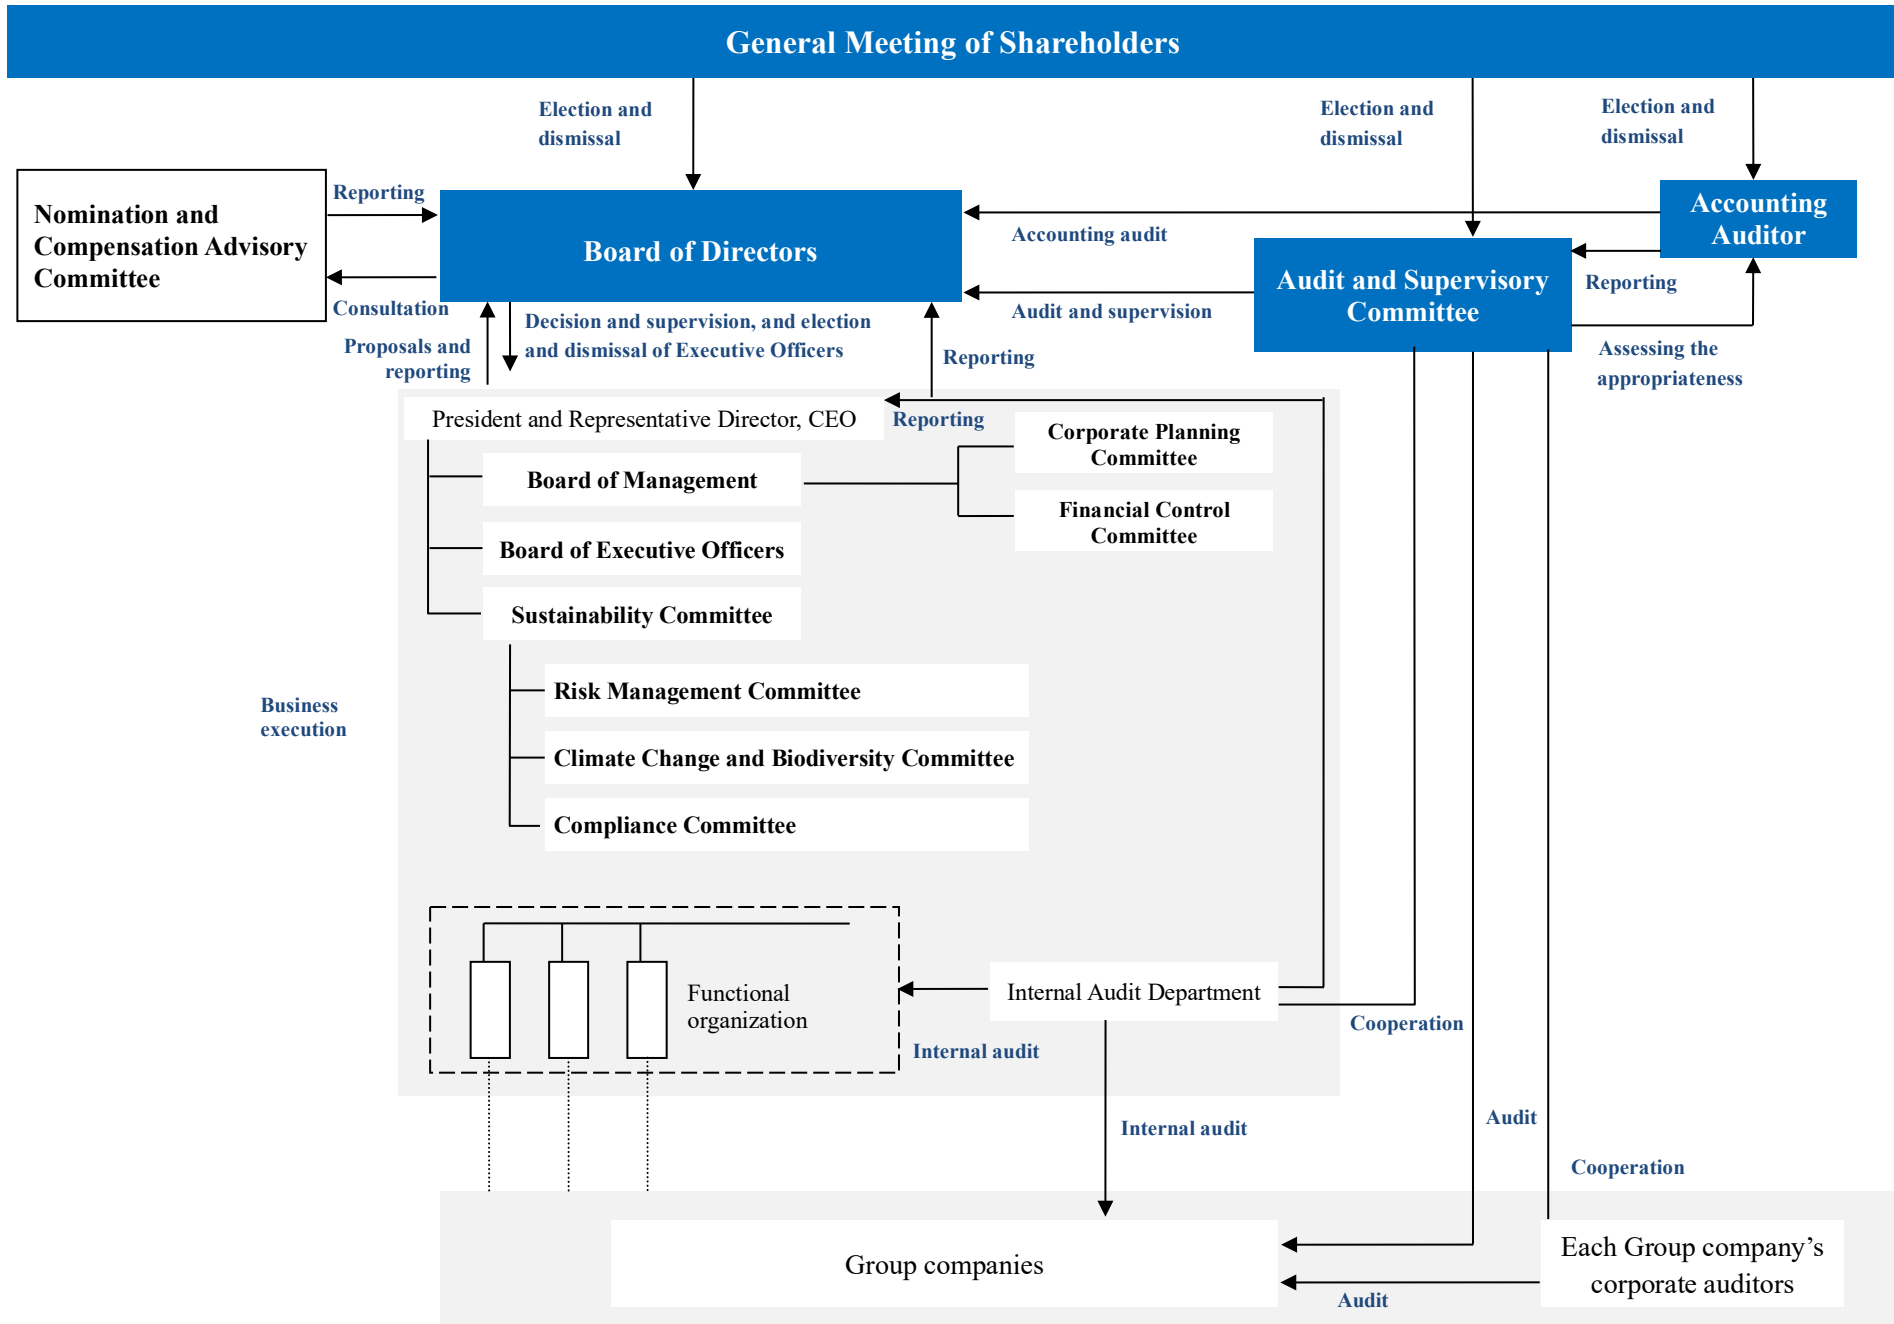 General Meeting of Shareholders
Election and
dismissal
Election and
dismissal
Election and
dismissal
Nomination and
Compensation Advisory
Committee
Reporting
Consultation
Board of Directors
Accounting audit
Audit and supervision
Accounting
Auditor
Audit and Supervisory
Committee
Reporting
Assessing the
appropriateness
Proposals and
reporting
Decision and supervision, and election
and dismissal of Executive Officers
Reporting
President and Representative Director, CEO
Reporting
Board of Management
Corporate Planning
Committee
Financial Control
Committee
Board of Executive Officers
Sustainability Committee
Risk Management Committee
Climate Change and Biodiversity Committee
Compliance Committee
Business
execution
Functional
organization
Internal Audit Department
Internal audit
Cooperation
Internal audit
Audit
Cooperation
Group companies
Each Group company’s
corporate auditors
Audit